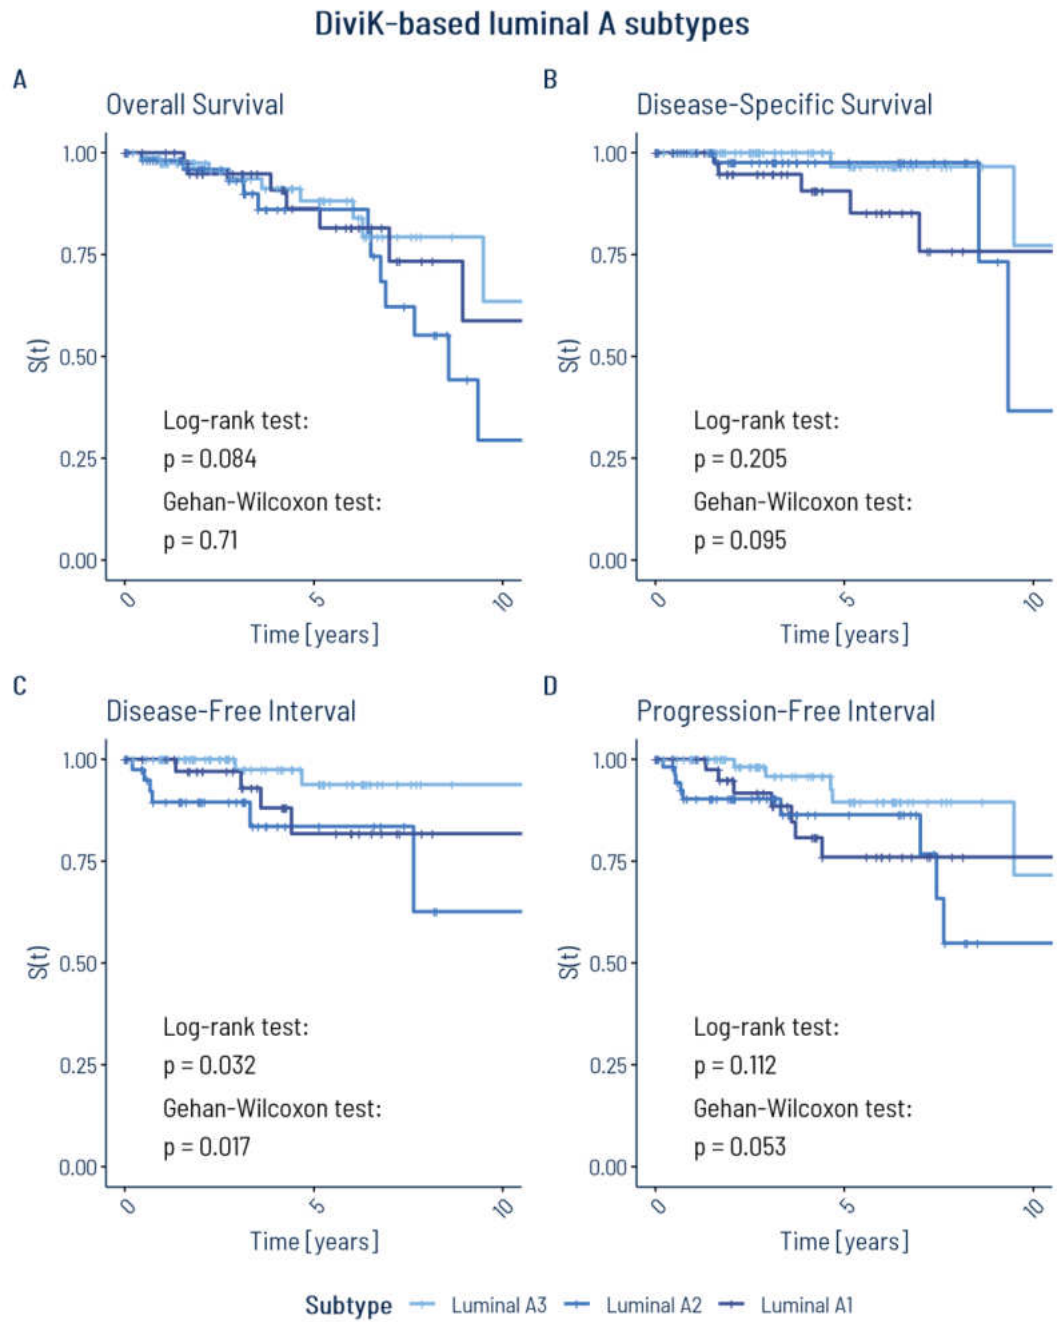 DiviK-based luminal A subtypes
A
Overall Survival
1.00
0.75
0.50
0.25
0.00
S(t)
Log-rank test:
p = 0.084
Gehan-Wilcoxon test:
p = 0.71
0
5
10
Time [years]
B
Disease-Specific Survival
1.00
0.75
0.50
0.25
0.00
S(t)
Log-rank test:
p = 0.205
Gehan-Wilcoxon test:
p = 0.095
0
5
10
Time [years]
C
Disease-Free Interval
1.00
0.75
0.50
0.25
0.00
S(t)
Log-rank test:
p = 0.032
Gehan-Wilcoxon test:
p = 0.017
0
5
10
Time [years]
D
Progression-Free Interval
1.00
0.75
0.50
0.25
0.00
S(t)
Log-rank test:
p = 0.112
Gehan-Wilcoxon test:
p = 0.053
0
5
10
Time [years]
Subtype Luminal A3 Luminal A2 Luminal A1